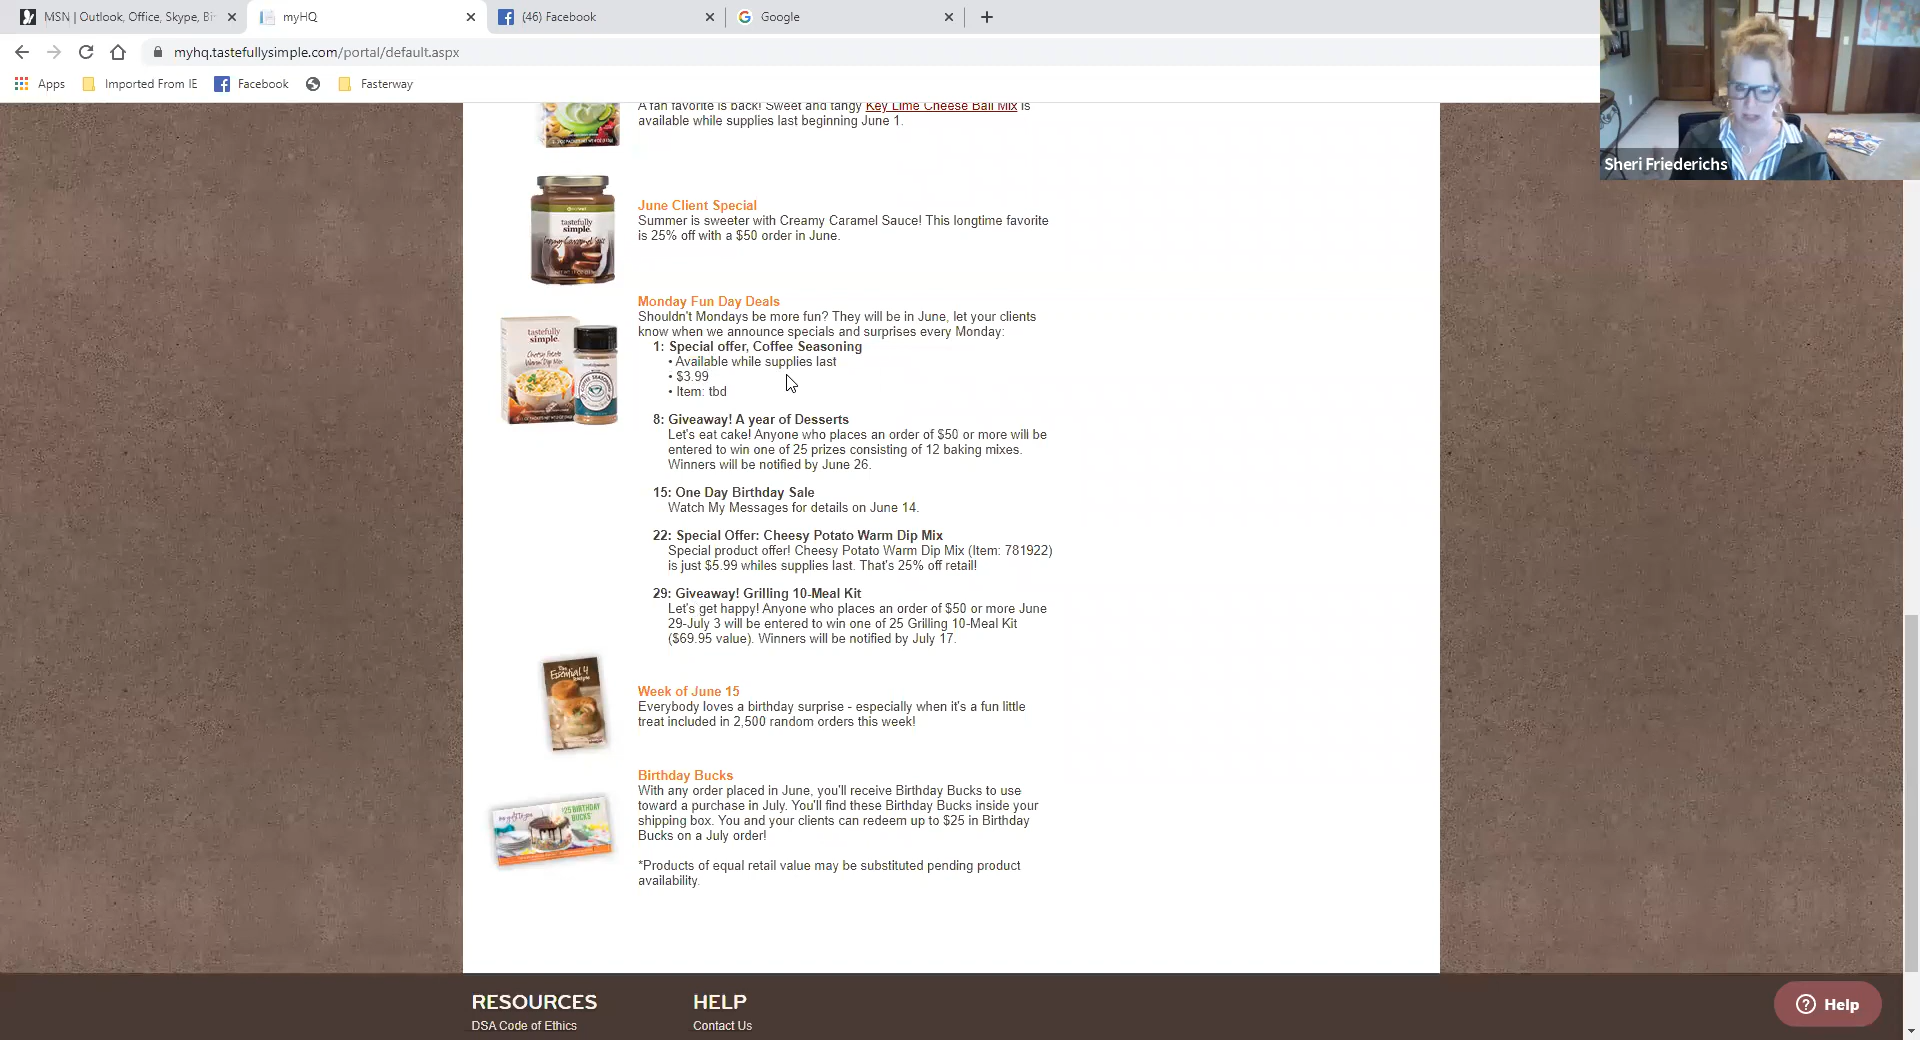 MSN | Outlook, Office, Skype, Bi
myHQ
(46) Facebook
Google
myhq.tastefullysimple.com/portal/default.aspx
Apps
Imported From IE
Facebook
Fasterway
Sheri Friederichs
A fan favorite is back! Sweet and tangy Key Lime Cheese Ball Mix is
available while supplies last beginning June 1.
tastefully
simple.
June Client Special
Summer is sweeter with Creamy Caramel Sauce! This longtime favorite
is 25% off with a $50 order in June.
tastefully
simple.
Cheesy Potato
Warm Dip Mix
COFFEE SEASONING
Monday Fun Day Deals
Shouldn't Mondays be more fun? They will be in June, let your clients
know when we announce specials and surprises every Monday:
1: Special offer, Coffee Seasoning
• Available while supplies last
• $3.99
• Item: tbd
8: Giveaway! A year of Desserts
Let's eat cake! Anyone who places an order of $50 or more will be
entered to win one of 25 prizes consisting of 12 baking mixes.
Winners will be notified by June 26.
15: One Day Birthday Sale
Watch My Messages for details on June 14.
22: Special Offer: Cheesy Potato Warm Dip Mix
Special product offer! Cheesy Potato Warm Dip Mix (Item: 781922)
is just $5.99 whiles supplies last. That's 25% off retail!
29: Giveaway! Grilling 10-Meal Kit
Let's get happy! Anyone who places an order of $50 or more June
29-July 3 will be entered to win one of 25 Grilling 10-Meal Kit
($69.95 value). Winners will be notified by July 17.
Essential 4
Week of June 15
Everybody loves a birthday surprise - especially when it's a fun little
treat included in 2,500 random orders this week!
$25 BIRTHDAY
BUCKS*
Birthday Bucks
With any order placed in June, you'll receive Birthday Bucks to use
toward a purchase in July. You'll find these Birthday Bucks inside your
shipping box. You and your clients can redeem up to $25 in Birthday
Bucks on a July order!
*Products of equal retail value may be substituted pending product
availability.
RESOURCES
DSA Code of Ethics
HELP
Contact Us
Help